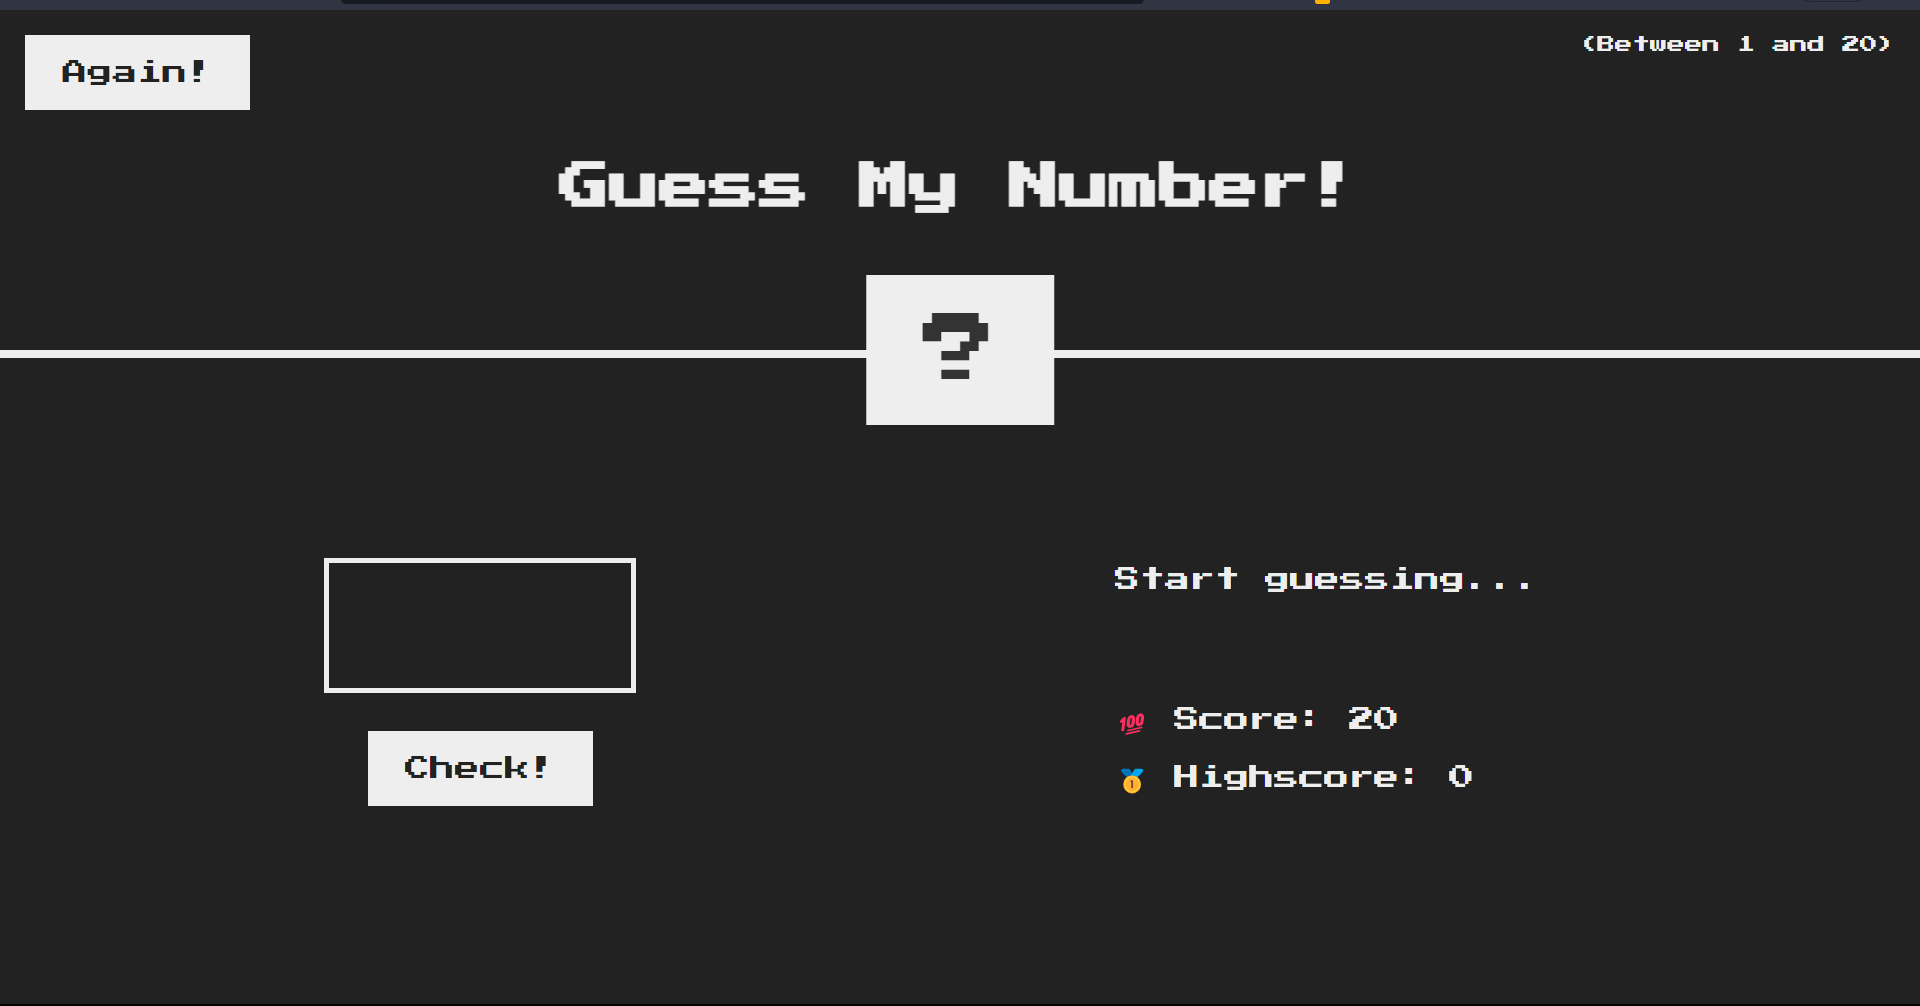 Again!
(Between 1 and 20)
Guess My Number!
?
Start guessing...
💯 Score: 20
Check!
🥇 Highscore: 0